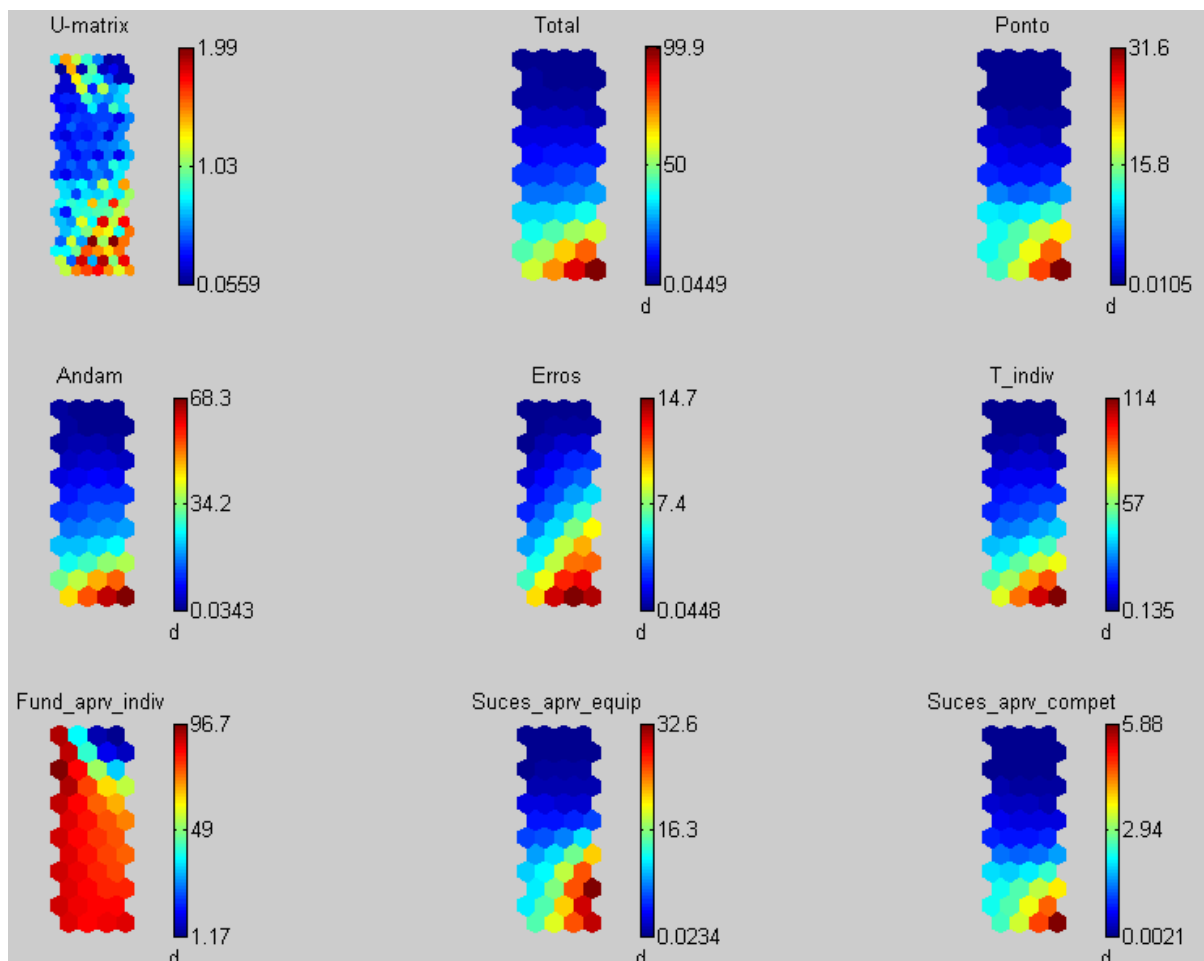 U-matrix
1.99
1.03
0.0559
Total
99.9
50
0.0449
d
Ponto
31.6
15.8
0.0105
d
Andam
68.3
34.2
0.0343
d
Erros
14.7
7.4
0.0448
d
T_indiv
114
57
0.135
d
Fund_aprv_indiv
96.7
49
1.17
d
Suces_aprv_equip
32.6
16.3
0.0234
d
Suces_aprv_compet
5.88
2.94
0.0021
d